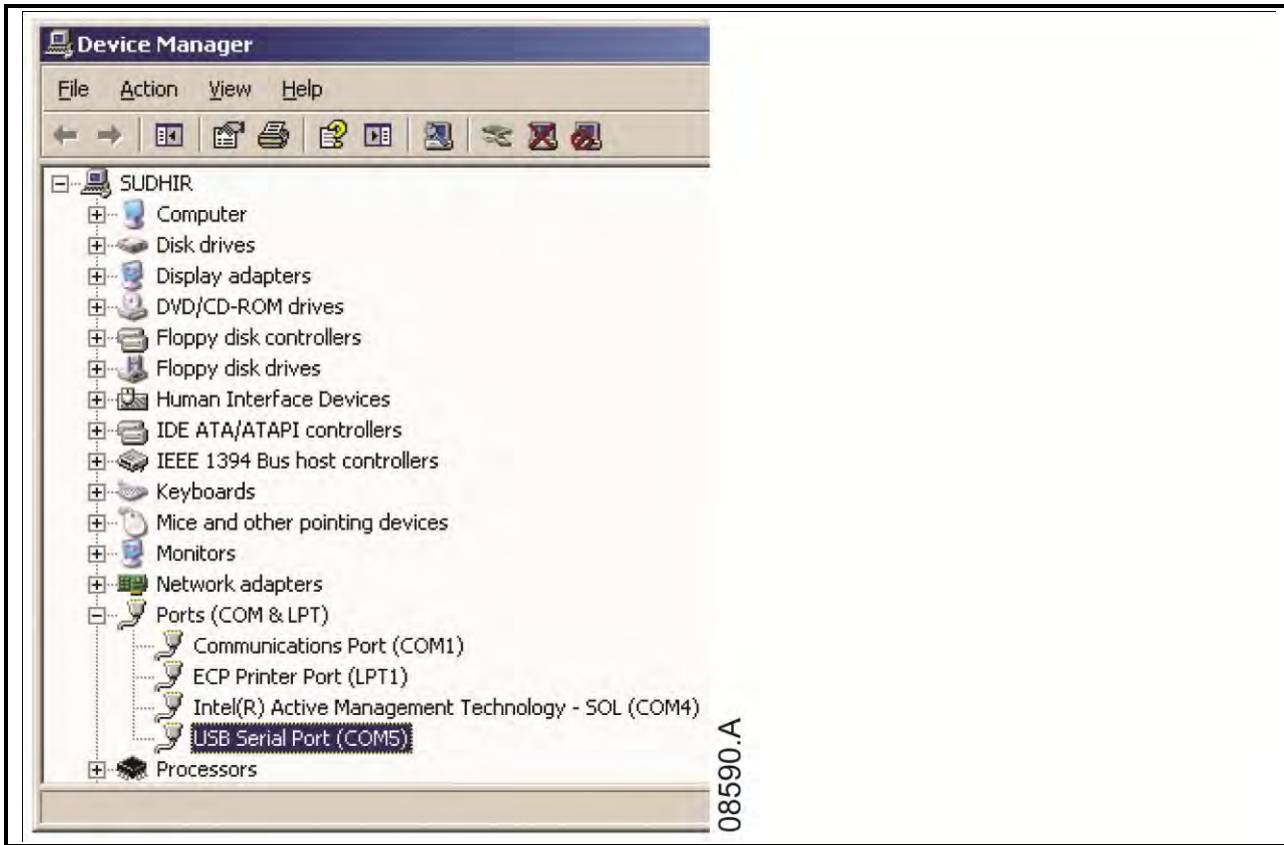 Device Manager
File Action View Help
SUDHIR
Computer
Disk drives
Display adapters
DVD/CD-ROM drives
Floppy disk controllers
Floppy disk drives
Human Interface Devices
IDE ATA/ATAPI controllers
IEEE 1394 Bus host controllers
Keyboards
Mice and other pointing devices
Monitors
Network adapters
Ports (COM & LPT)
Communications Port (COM1)
ECP Printer Port (LPT1)
Intel(R) Active Management Technology - SOL (COM4)
USB Serial Port (COM5)
Processors
08590.A